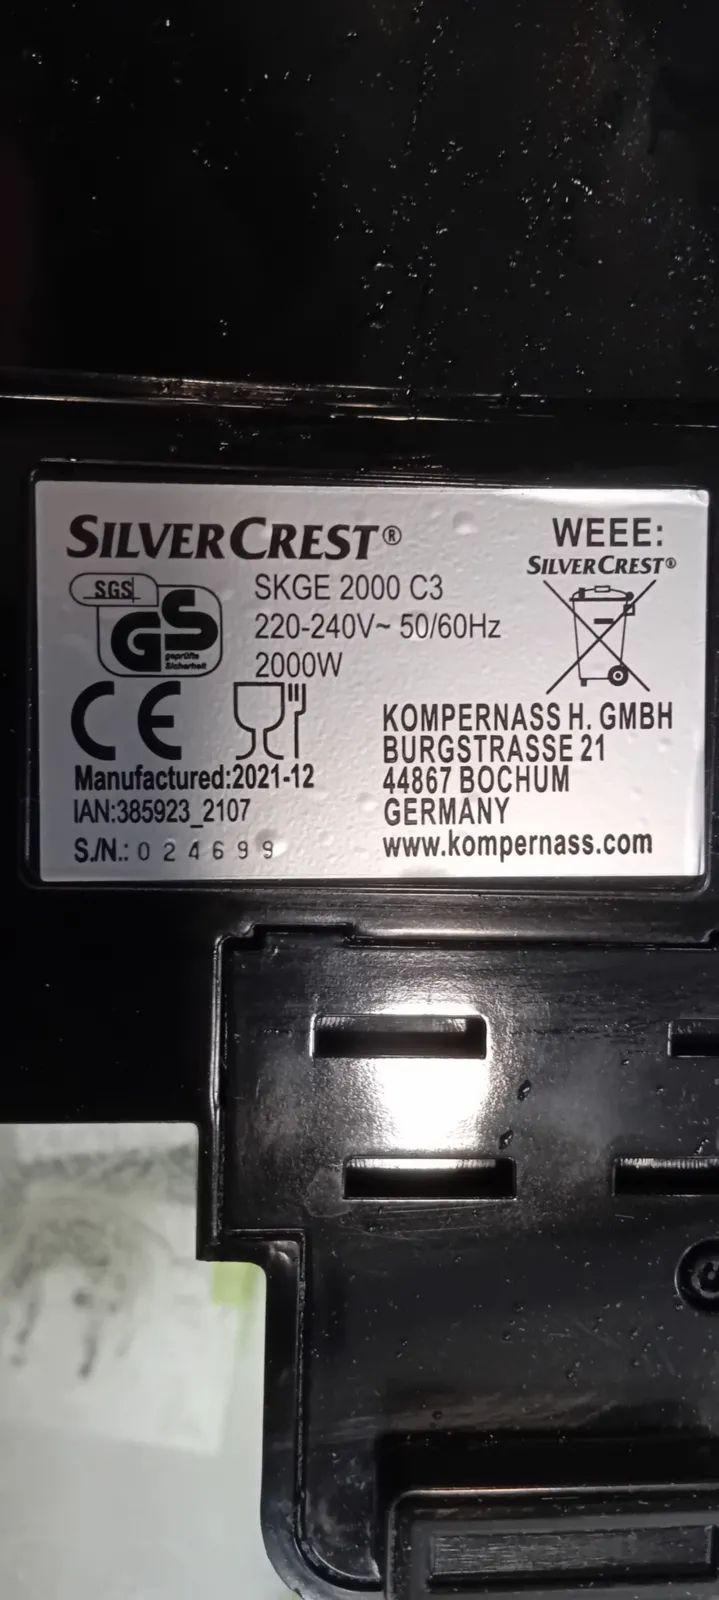 SILVERCREST®
SGS
GS
geprüfte
Sicherheit
SKGE 2000 C3
220-240V~ 50/60Hz
2000W
CE
Manufactured:2021-12
IAN:385923_2107
S./N.: 024699
WEEE:
SILVERCREST®
KOMPERNASS H. GMBH
BURGSTRASSE 21
44867 BOCHUM
GERMANY
www.kompernass.com